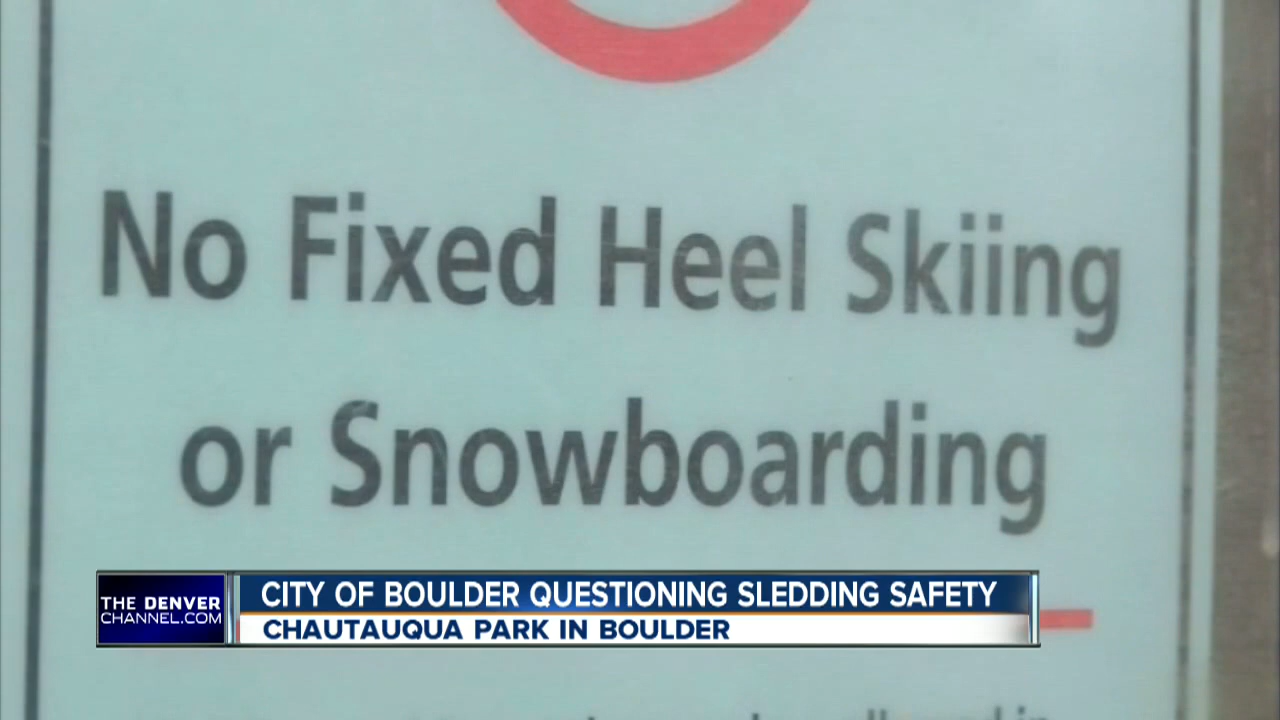 No Fixed Heel Skiing
or Snowboarding
THE DENVER
CHANNEL.COM
CITY OF BOULDER QUESTIONING SLEDDING SAFETY
CHAUTAUQUA PARK IN BOULDER